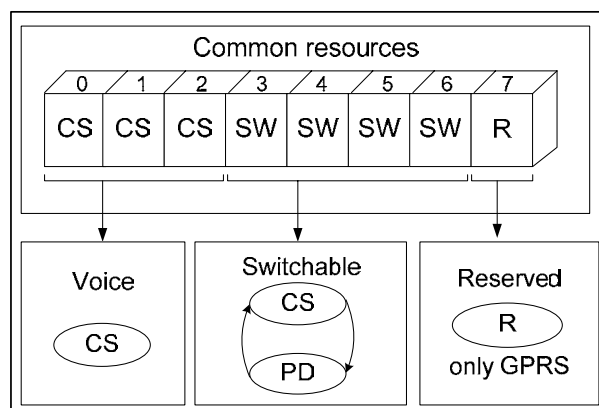 Common resources
0 1 2 3 4 5 6 7
CS CS CS SW SW SW SW R
Voice
CS
Switchable
CS
PD
Reserved
R
only GPRS